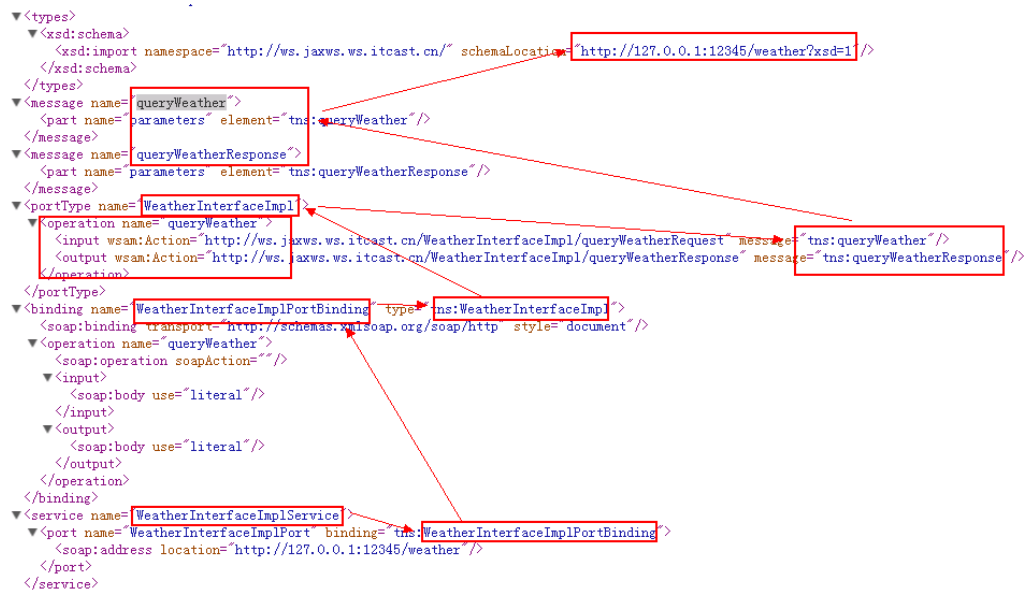 ▼<types>
▼<xsd:schema>
<xsd:import namespace="http://ws.jaxws.ws.itcast.cn/" schemaLocation="http://127.0.0.1:12345/weather?xsd=1"/>
</xsd:schema>
</types>
▼<message name="queryWeather">
<part name="parameters" element="tns:queryWeather"/>
</message>
▼<message name="queryWeatherResponse">
<part name="parameters" element="tns:queryWeatherResponse"/>
</message>
▼<portType name="WeatherInterfaceImpl">
▼<operation name="queryWeather">
<input wsam:Action="http://ws.jaxws.ws.itcast.cn/WeatherInterfaceImpl/queryWeatherRequest" message="tns:queryWeather"/>
<output wsam:Action="http://ws.jaxws.ws.itcast.cn/WeatherInterfaceImpl/queryWeatherResponse" message="tns:queryWeatherResponse"/>
</operation>
</portType>
▼<binding name="WeatherInterfaceImplPortBinding" type="tns:WeatherInterfaceImpl">
<soap:binding transport="http://schemas.xmlsoap.org/soap/http" style="document"/>
▼<operation name="queryWeather">
<soap:operation soapAction=""/>
▼<input>
<soap:body use="literal"/>
</input>
▼<output>
<soap:body use="literal"/>
</output>
</operation>
</binding>
▼<service name="WeatherInterfaceImplService">
▼<port name="WeatherInterfaceImplPort" binding="tns:WeatherInterfaceImplPortBinding">
<soap:address location="http://127.0.0.1:12345/weather"/>
</port>
</service>